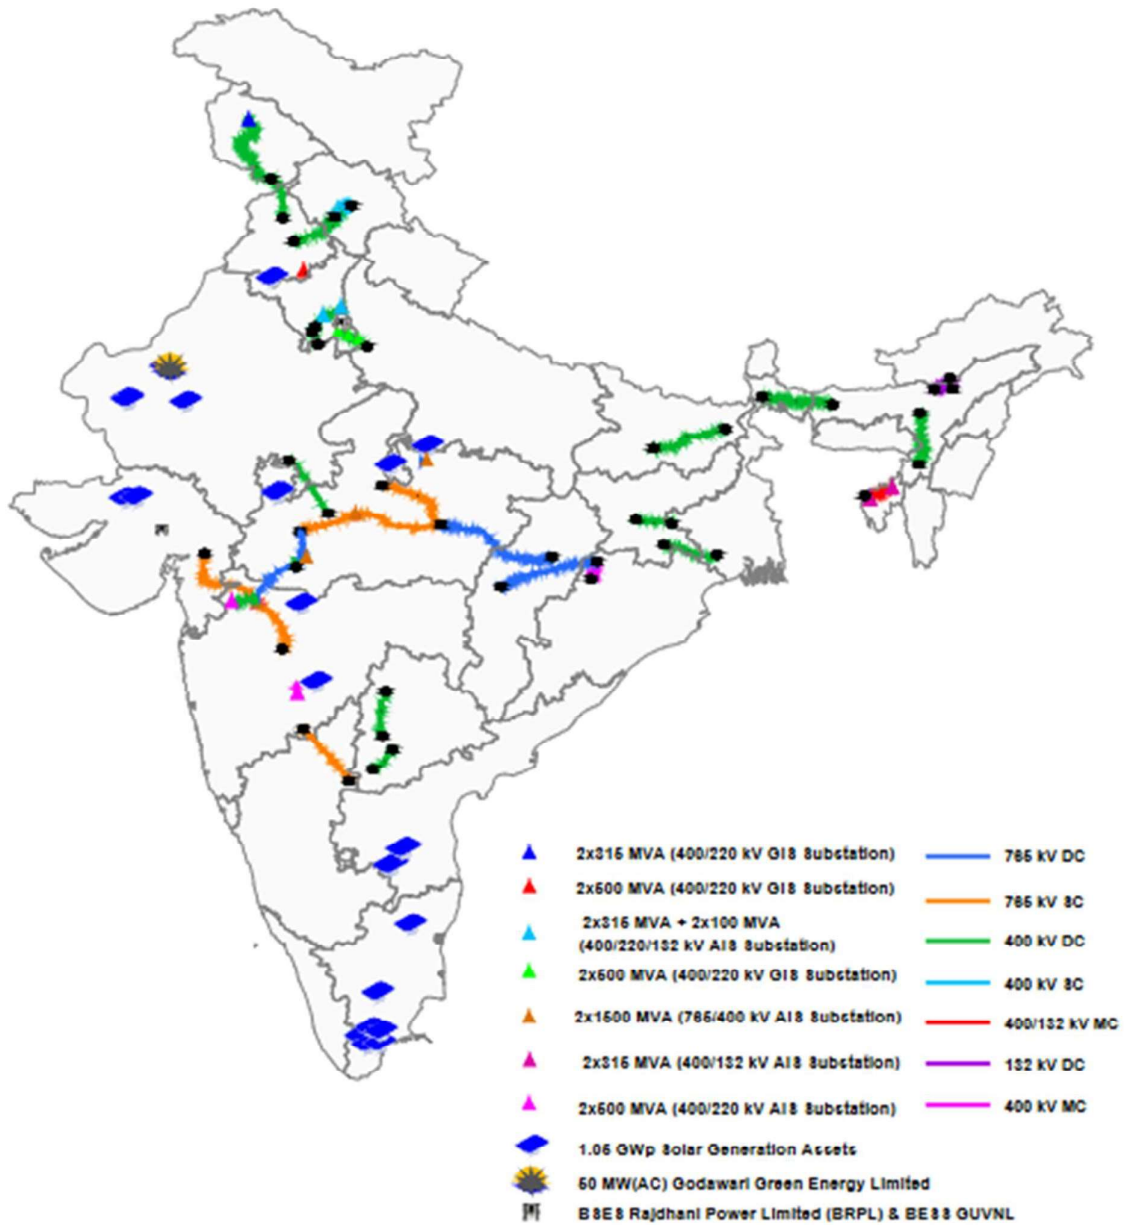 2x315 MVA (400/220 kV GIS Substation)
2x500 MVA (400/220 kV GIS Substation)
2x315 MVA + 2x100 MVA
(400/220/132 kV AIS Substation)
2x500 MVA (400/220 kV GIS Substation)
2x1500 MVA (765/400 kV AIS Substation)
2x315 MVA (400/132 kV AIS Substation)
2x500 MVA (400/220 kV AIS Substation)
1.05 GWp Solar Generation Assets
50 MW(AC) Godawari Green Energy Limited
BSES Rajdhani Power Limited (BRPL) & BESS GUVNL
765 kV DC
765 kV SC
400 kV DC
400 kV SC
400/132 kV MC
132 kV DC
400 kV MC